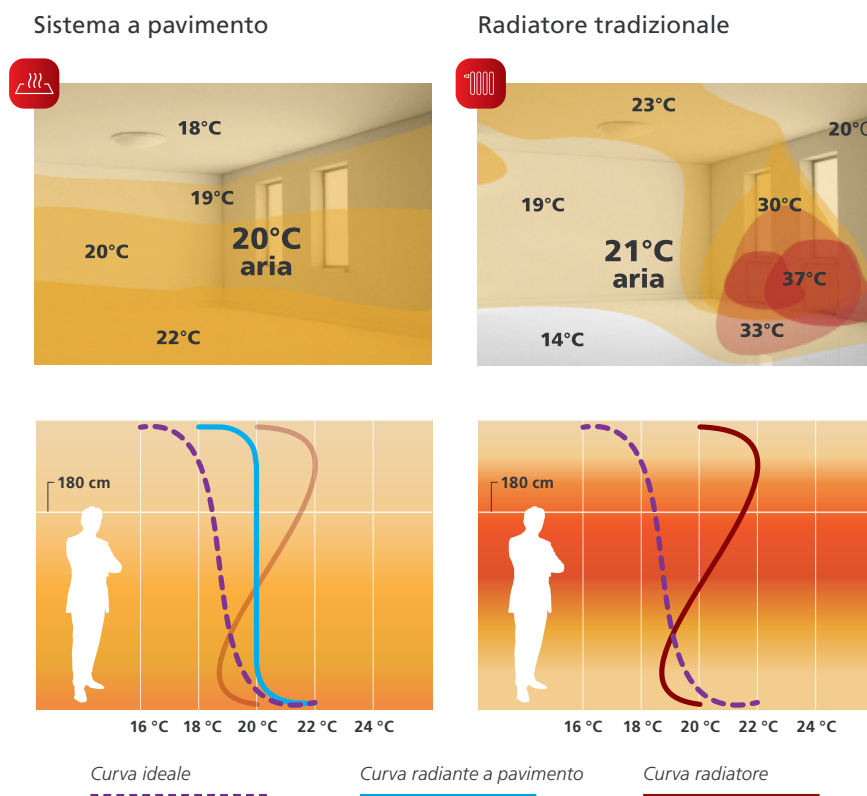 Sistema a pavimento
Radiatore tradizionale
18°C
19°C
20°C
20°C
aria
22°C
23°C
20°C
19°C
30°C
21°C
aria
37°C
33°C
14°C
180 cm
16 °C 18 °C 20 °C 22 °C 24 °C
180 cm
16 °C 18 °C 20 °C 22 °C 24 °C
Curva ideale
Curva radiante a pavimento
Curva radiatore